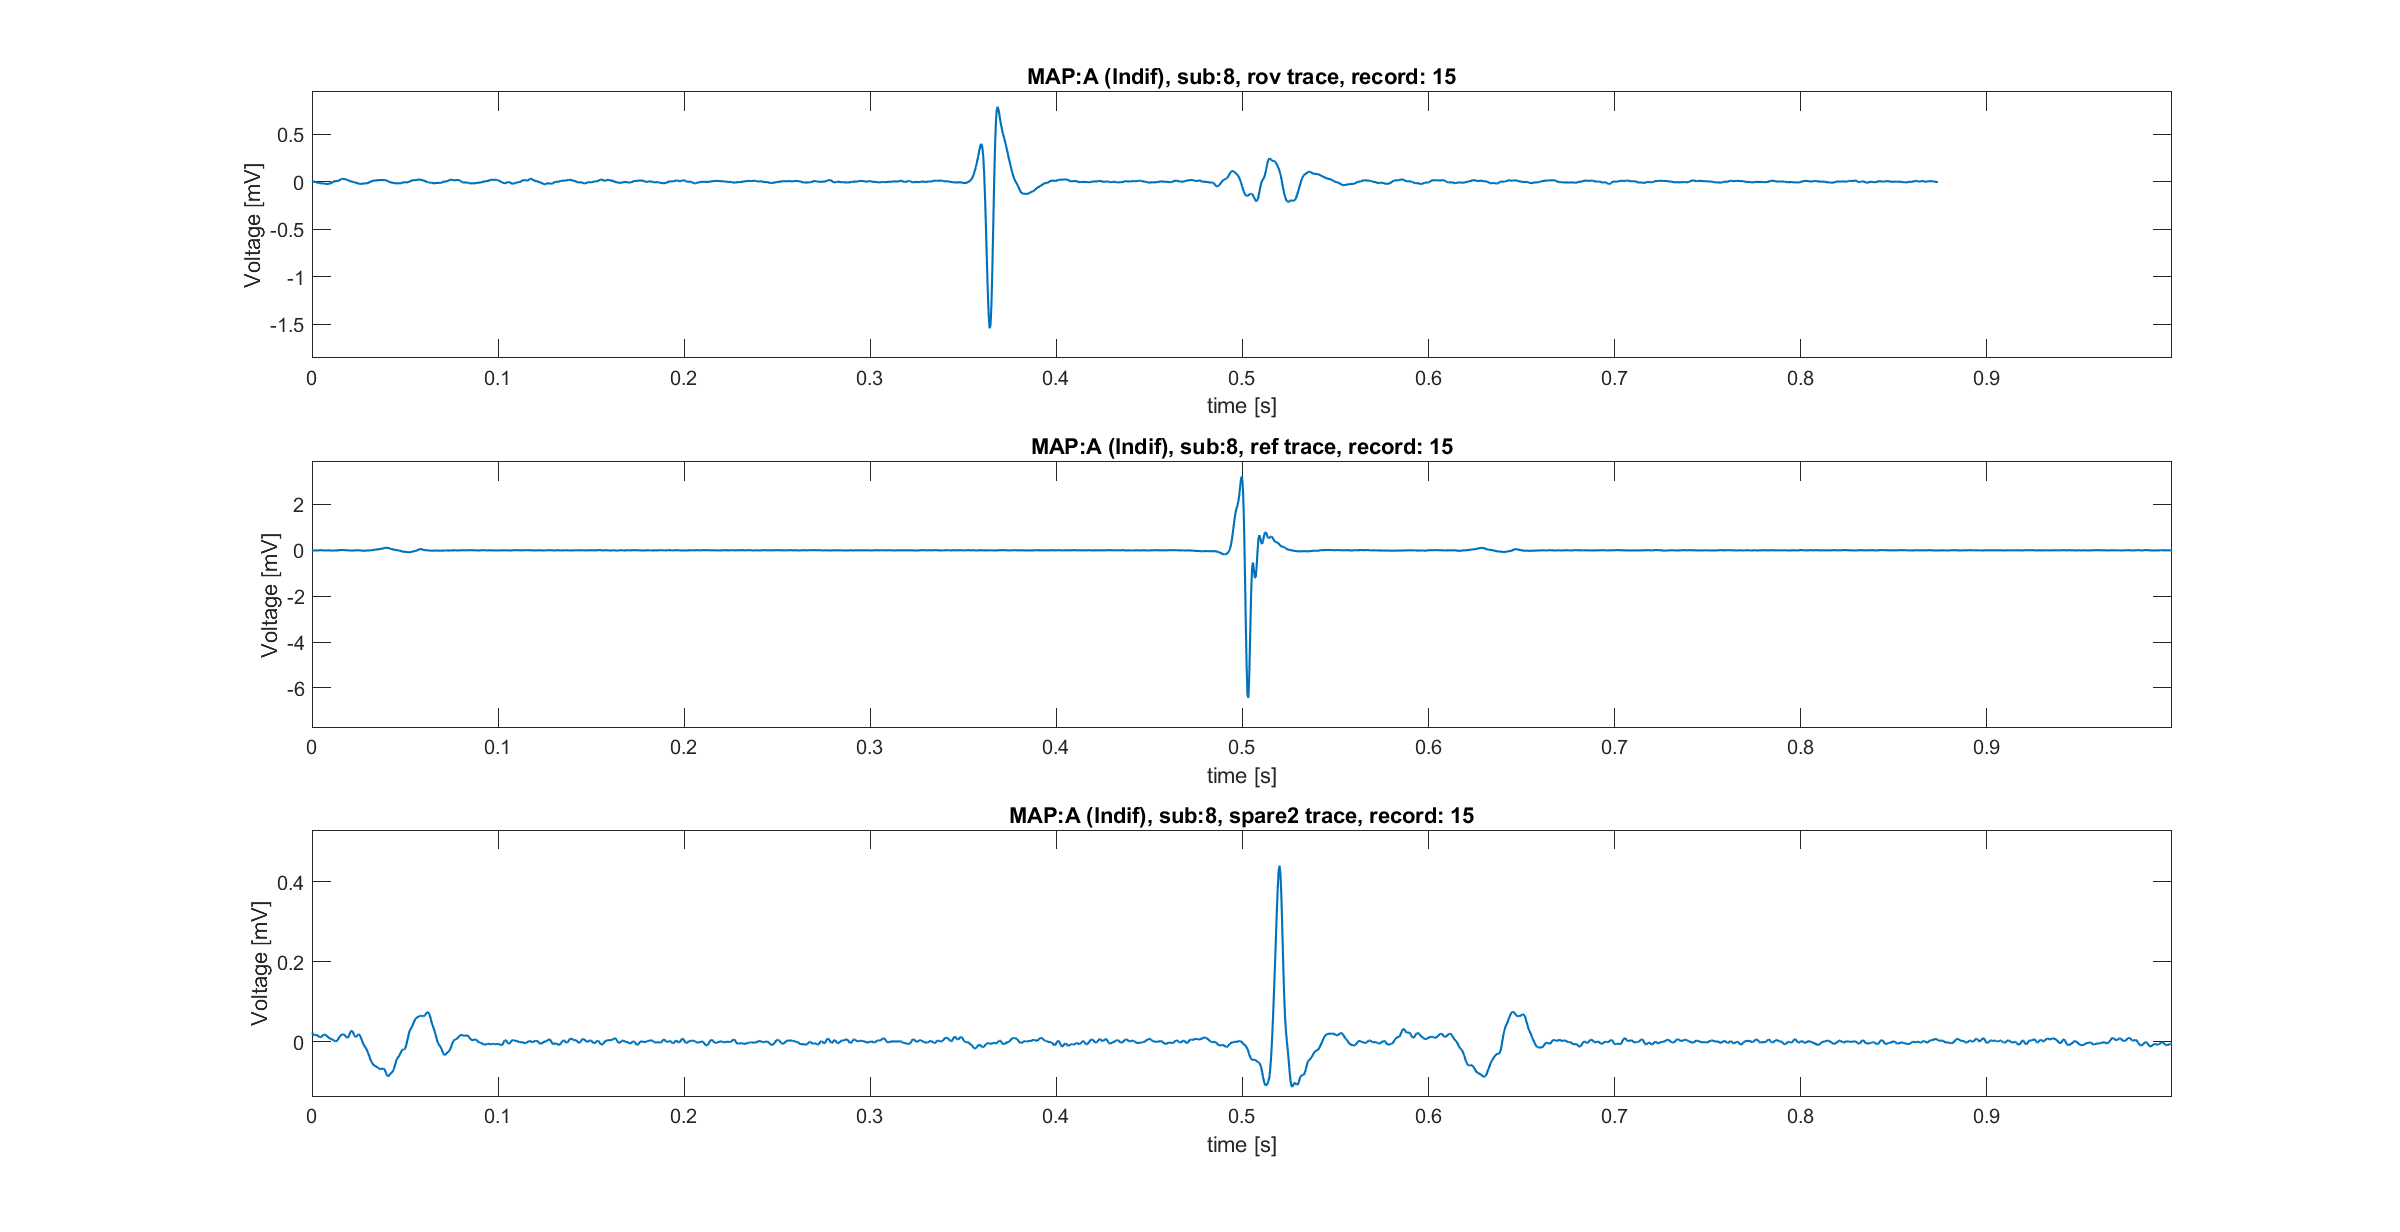 MAP:A (Indif), sub:8, rov trace, record: 15
Voltage [mV]
0.5
0
-0.5
-1
-1.5
0 0.1 0.2 0.3 0.4 0.5 0.6 0.7 0.8 0.9
time [s]
MAP:A (Indif), sub:8, ref trace, record: 15
Voltage [mV]
2
0
-2
-4
-6
0 0.1 0.2 0.3 0.4 0.5 0.6 0.7 0.8 0.9
time [s]
MAP:A (Indif), sub:8, spare2 trace, record: 15
Voltage [mV]
0.4
0.2
0
0 0.1 0.2 0.3 0.4 0.5 0.6 0.7 0.8 0.9
time [s]